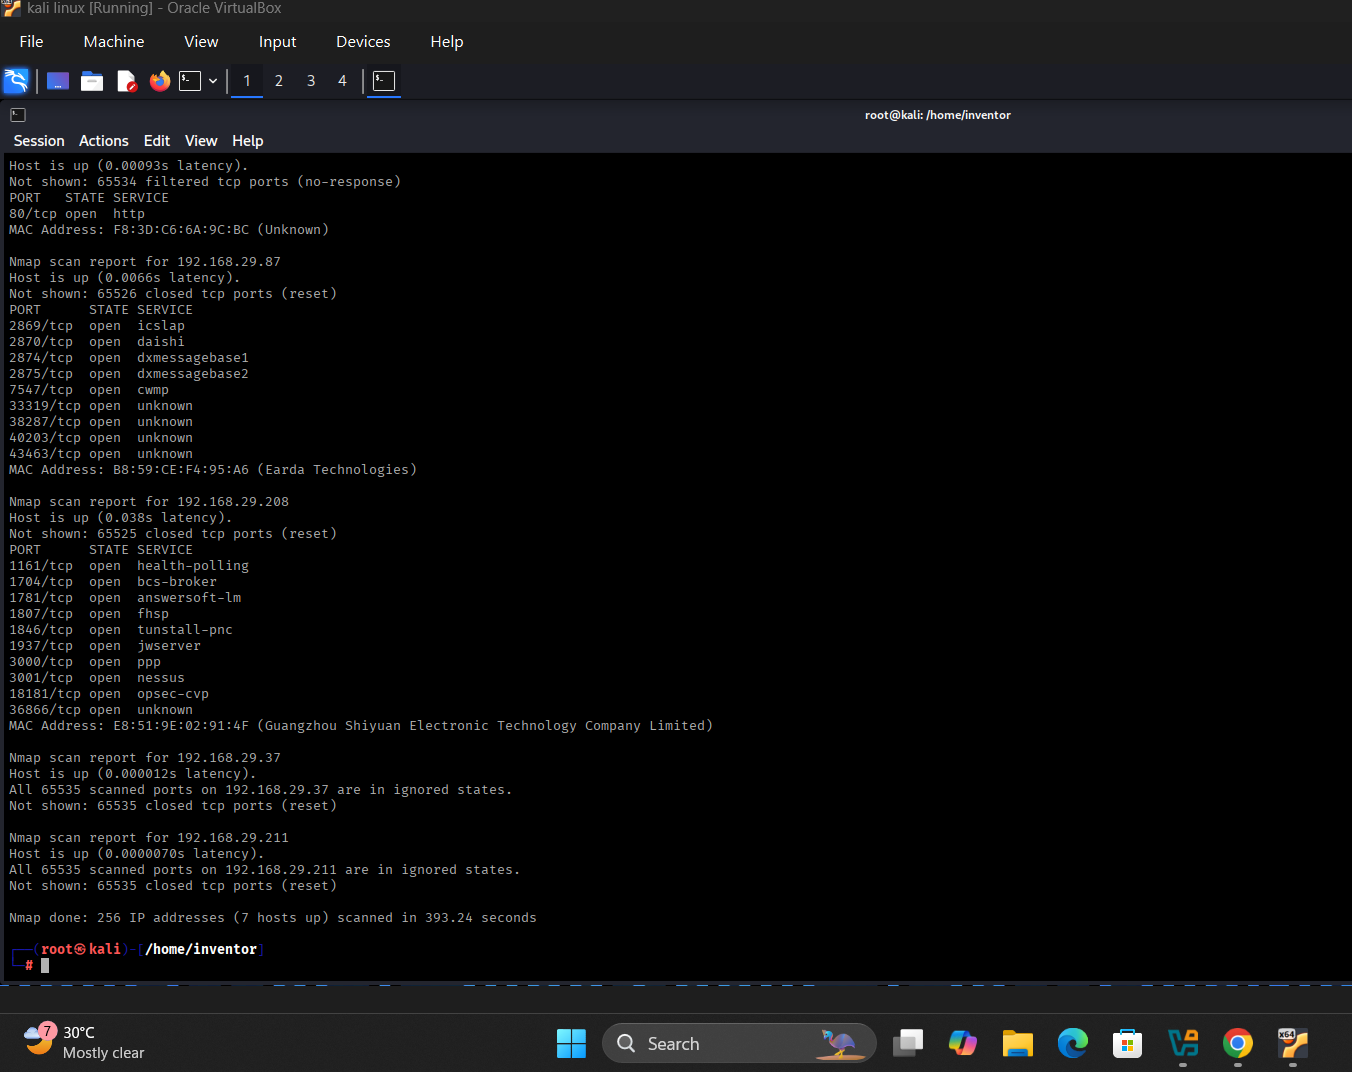 kali linux [Running] - Oracle VirtualBox
File Machine View Input Devices Help
1 2 3 4
root@kali: /home/inventor
Session Actions Edit View Help
Host is up (0.00093s latency).
Not shown: 65534 filtered tcp ports (no-response)
PORT STATE SERVICE
80/tcp open http
MAC Address: F8:3D:C6:6A:9C:BC (Unknown)
Nmap scan report for 192.168.29.87
Host is up (0.0066s latency).
Not shown: 65526 closed tcp ports (reset)
PORT STATE SERVICE
2869/tcp open icslap
2870/tcp open daishi
2874/tcp open dxmessagebase1
2875/tcp open dxmessagebase2
7547/tcp open cwmp
33319/tcp open unknown
38287/tcp open unknown
40203/tcp open unknown
43463/tcp open unknown
MAC Address: B8:59:CE:F4:95:A6 (Earda Technologies)
Nmap scan report for 192.168.29.208
Host is up (0.038s latency).
Not shown: 65525 closed tcp ports (reset)
PORT STATE SERVICE
1161/tcp open health-polling
1704/tcp open bcs-broker
1781/tcp open answersoft-lm
1807/tcp open fhsp
1846/tcp open tunstall-pnc
1937/tcp open jwserver
3000/tcp open ppp
3001/tcp open nessus
18181/tcp open opsec-cvp
36866/tcp open unknown
MAC Address: E8:51:9E:02:91:4F (Guangzhou Shiyuan Electronic Technology Company Limited)
Nmap scan report for 192.168.29.37
Host is up (0.000012s latency).
All 65535 scanned ports on 192.168.29.37 are in ignored states.
Not shown: 65535 closed tcp ports (reset)
Nmap scan report for 192.168.29.211
Host is up (0.0000070s latency).
All 65535 scanned ports on 192.168.29.211 are in ignored states.
Not shown: 65535 closed tcp ports (reset)
Nmap done: 256 IP addresses (7 hosts up) scanned in 393.24 seconds
┌──(root㉿kali)-[/home/inventor]
└─#
7
30°C
Mostly clear
Search
x64